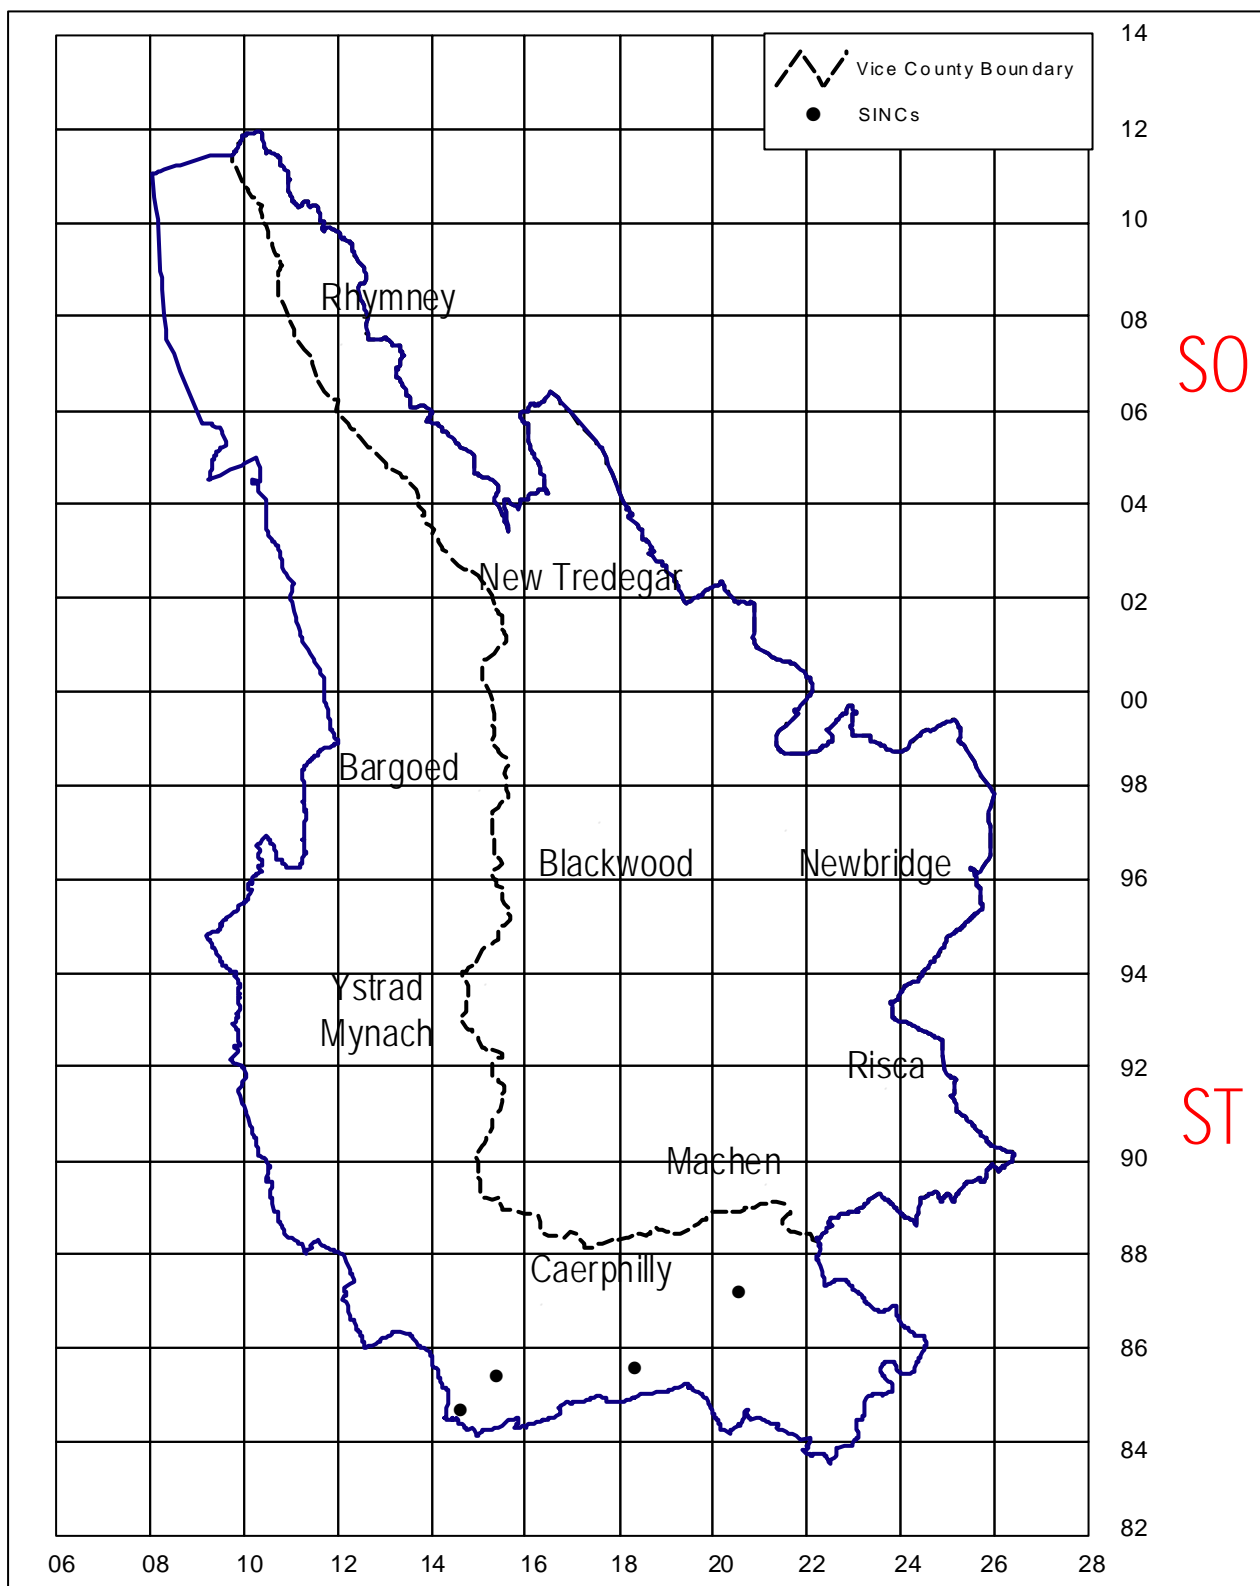 14
Vice County Boundary
SINCs
12
10
Rhymney
08
SO
06
04
New Tredegar
02
00
Bargoed
98
Blackwood
Newbridge
96
94
Ystrad
Mynach
Risca
92
ST
Machen
90
88
Caerphilly
86
84
82
06 08 10 12 14 16 18 20 22 24 26 28